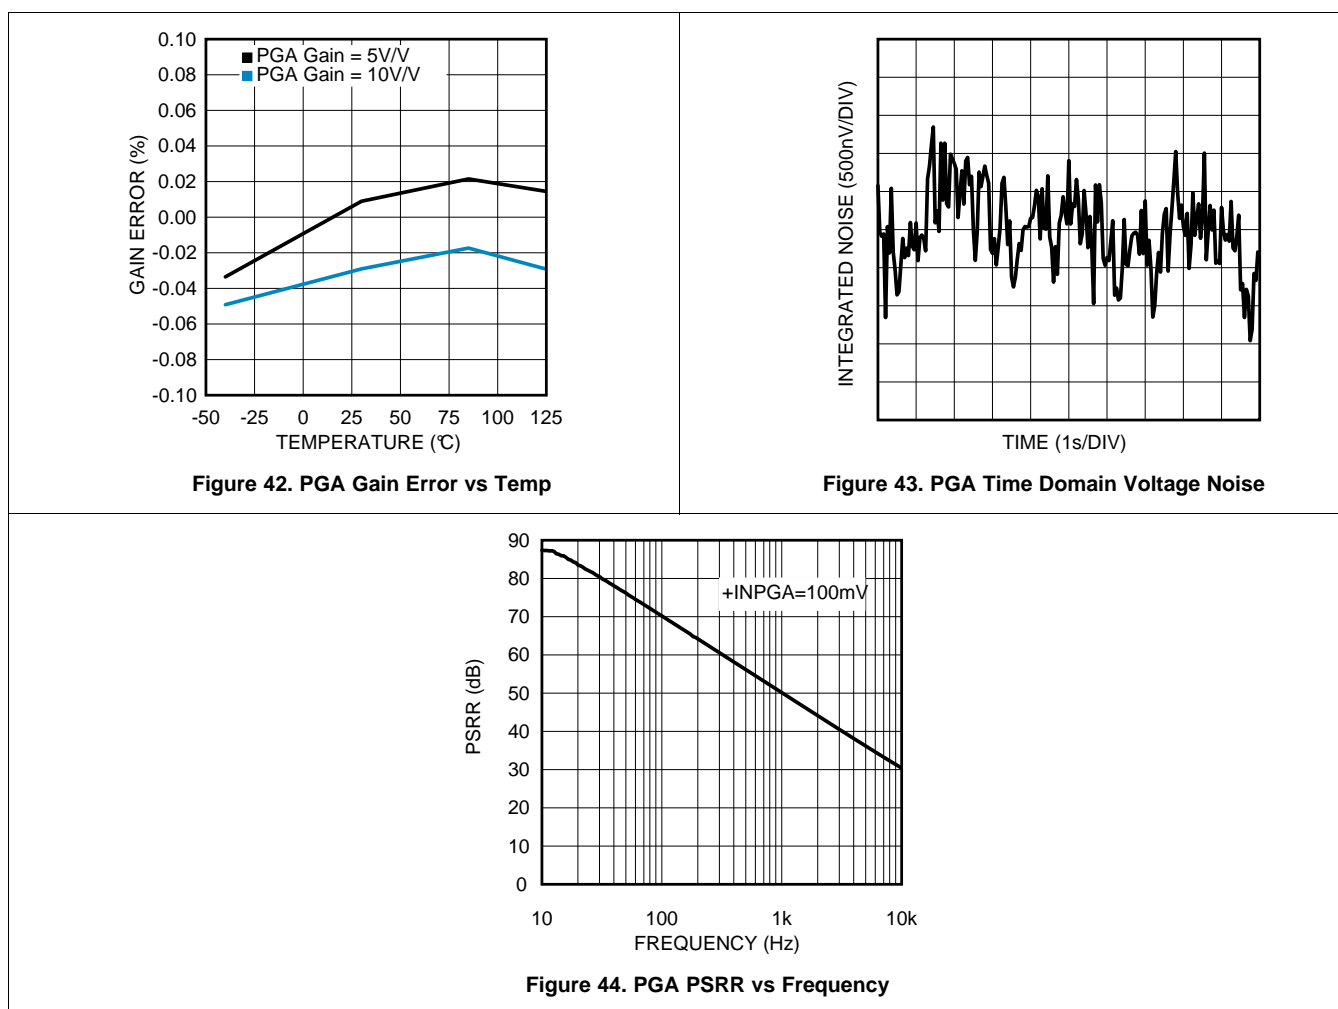 0.10
0.08
0.06
0.04
0.02
0.00
-0.02
-0.04
-0.06
-0.08
-0.10
GAIN ERROR (%)
PGA Gain = 5V/V
PGA Gain = 10V/V
-50 -25 0 25 50 75 100 125
TEMPERATURE (°C)
Figure 42. PGA Gain Error vs Temp
INTEGRATED NOISE (500nV/DIV)
TIME (1s/DIV)
Figure 43. PGA Time Domain Voltage Noise
90
80
70
60
50
40
30
20
10
0
PSRR (dB)
+INPGA=100mV
10 100 1k 10k
FREQUENCY (Hz)
Figure 44. PGA PSRR vs Frequency